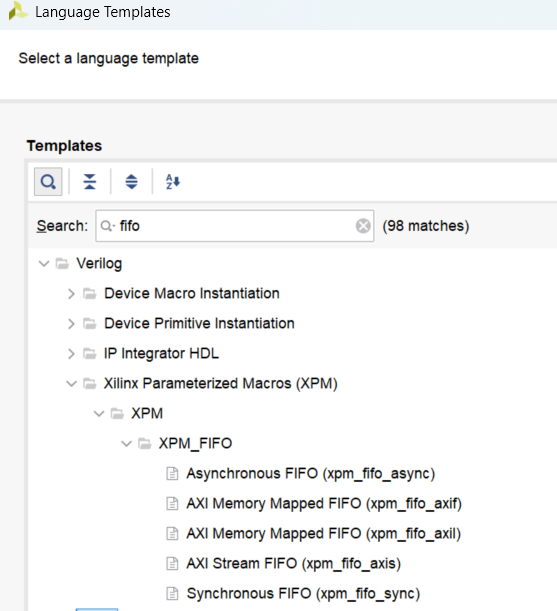 Language Templates
Select a language template
Templates
Search: fifo (98 matches)
Verilog
Device Macro Instantiation
Device Primitive Instantiation
IP Integrator HDL
Xilinx Parameterized Macros (XPM)
XPM
XPM_FIFO
Asynchronous FIFO (xpm_fifo_async)
AXI Memory Mapped FIFO (xpm_fifo_axif)
AXI Memory Mapped FIFO (xpm_fifo_axil)
AXI Stream FIFO (xpm_fifo_axis)
Synchronous FIFO (xpm_fifo_sync)